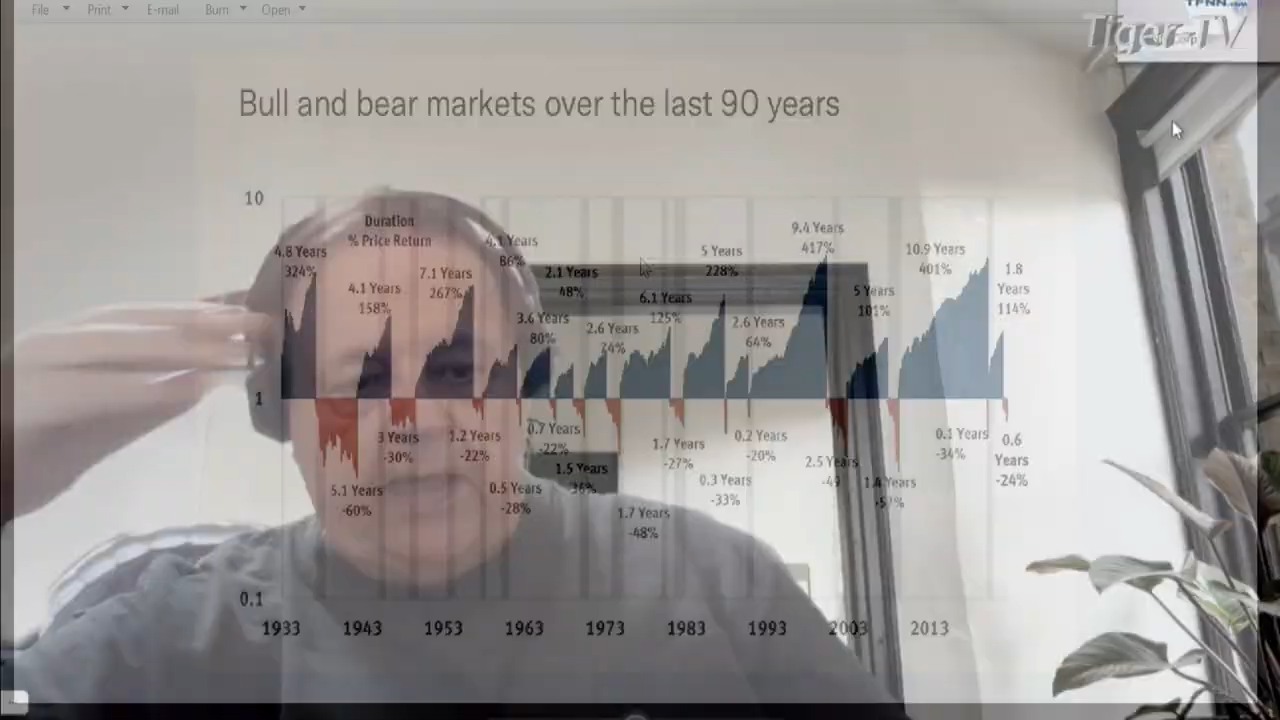 File
Print
E-mail
Burn
Open
TFNN.com
Tiger TV
Bull and bear markets over the last 90 years
10
Duration
% Price Return
4.8 Years
324%
4.1 Years
158%
7.1 Years
267%
4.1 Years
86%
3.6 Years
80%
2.1 Years
48%
2.6 Years
24%
6.1 Years
125%
5 Years
228%
2.6 Years
64%
9.4 Years
417%
5 Years
101%
10.9 Years
401%
1.8
Years
114%
1
5.1 Years
-60%
3 Years
-30%
1.2 Years
-22%
0.5 Years
-28%
0.7 Years
-22%
1.5 Years
1.7 Years
-48%
1.7 Years
-27%
0.3 Years
-33%
0.2 Years
-20%
2.5 Years
-49
1.4 Years
0.1 Years
-34%
0.6
Years
-24%
0.1
1933 1943 1953 1963 1973 1983 1993 2003 2013